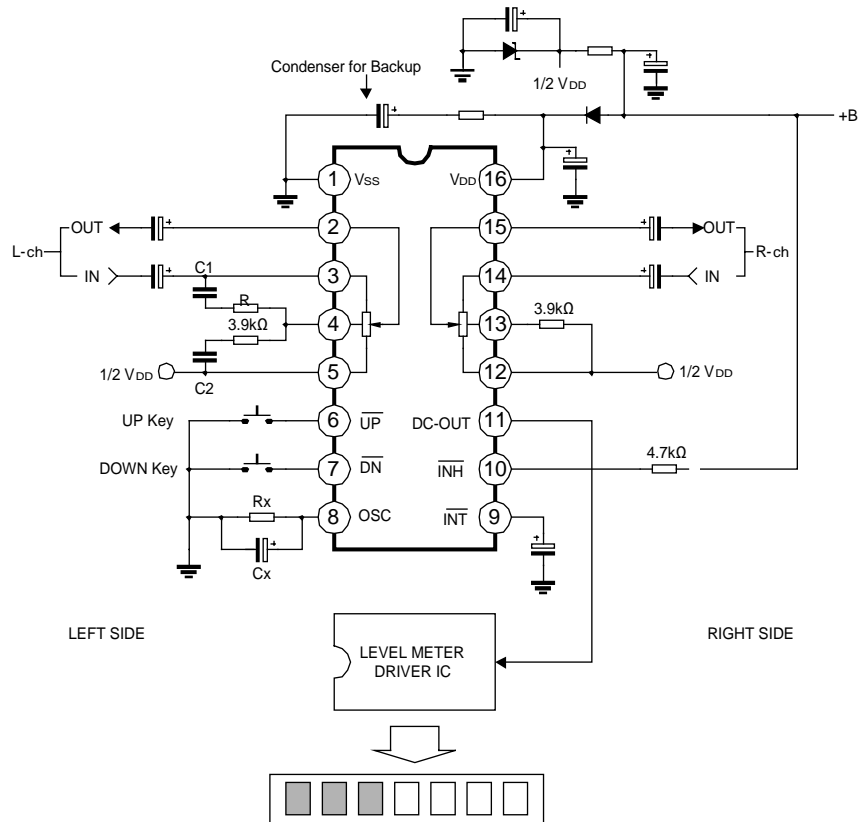 Condenser for Backup
1/2 VDD
+B
1 VSS VDD 16
OUT 2 15 OUT
L-ch R-ch
IN C1 3 14 IN
R
4 13 3.9kΩ
3.9kΩ
1/2 VDD 5 12 1/2 VDD
C2
UP Key 6 UP DC-OUT 11
4.7kΩ
DOWN Key 7 DN INH 10
Rx 8 OSC INT 9
Cx
LEFT SIDE RIGHT SIDE
LEVEL METER
DRIVER IC